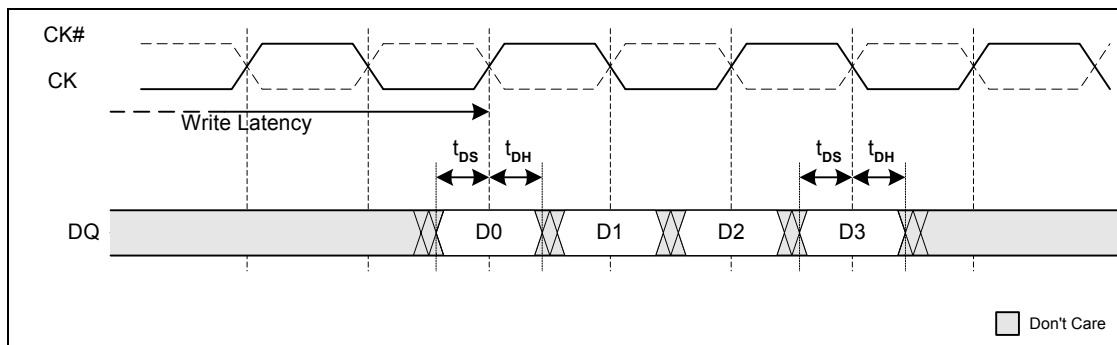 CK#
CK
Write Latency
tDS tDH tDS tDH
DQ D0 D1 D2 D3
Don't Care